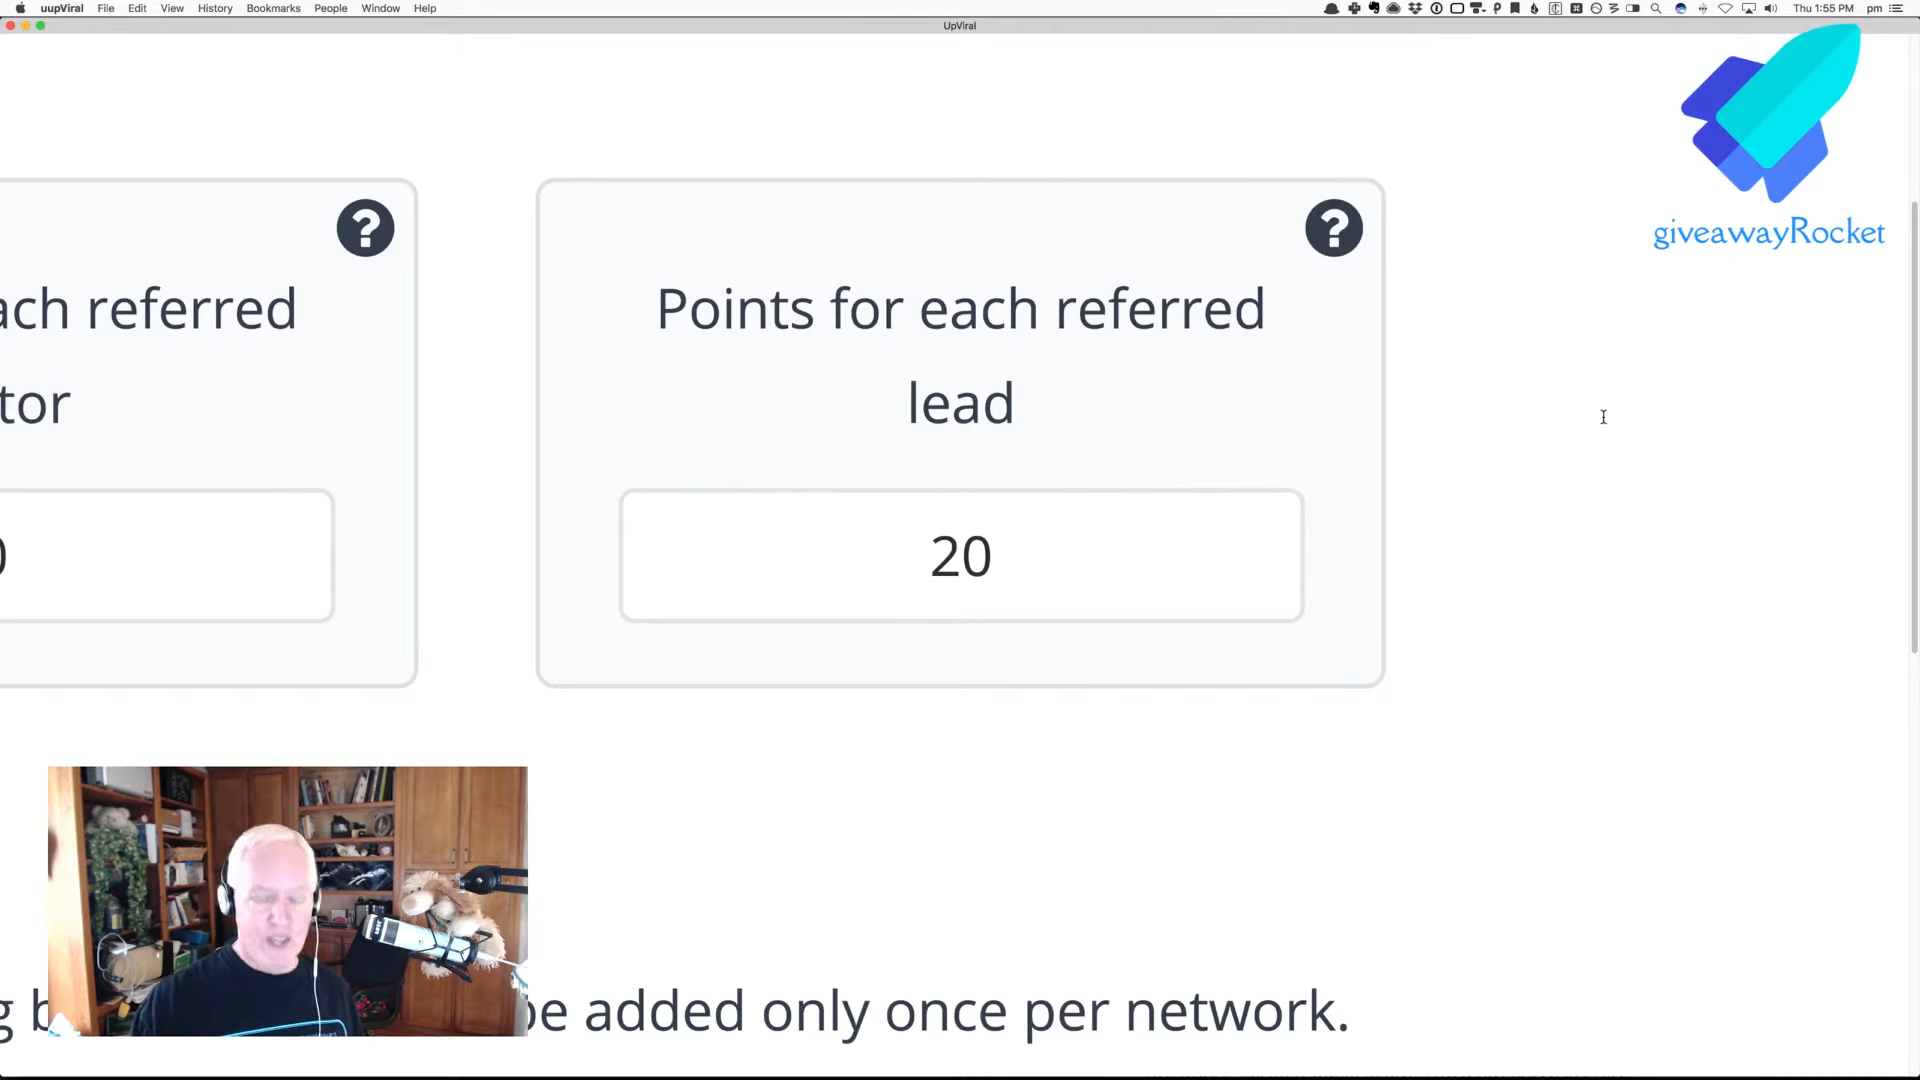 uupViral File Edit View History Bookmarks People Window Help Thu 1:55 PM pm
UpViral
giveawayRocket
ach referred
tor
Points for each referred
lead
20
be added only once per network.